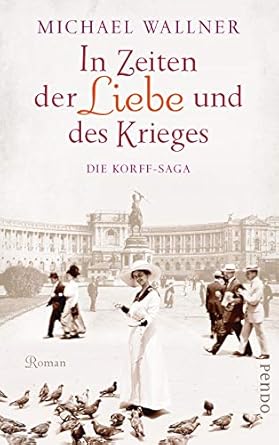 MICHAEL WALLNER
In Zeiten
der Liebe und
des Krieges
DIE KORFF-SAGA
Roman
PENDO